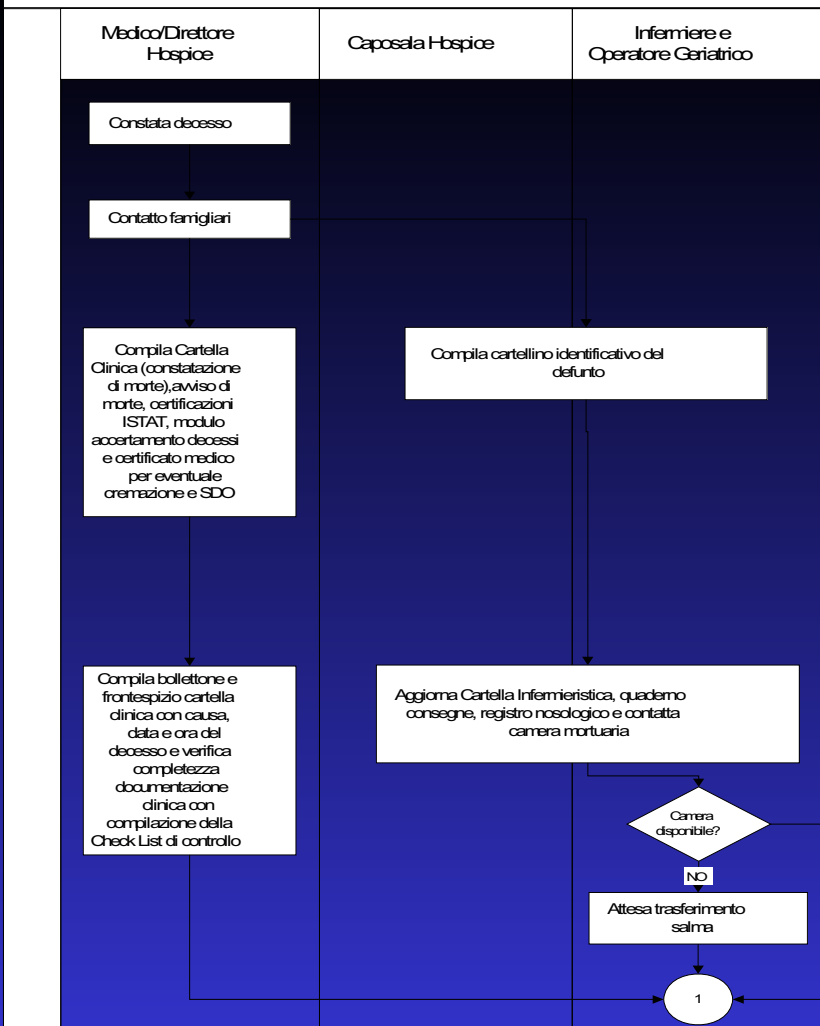 Medico/Direttore
Hospice
Caposala Hospice
Infermiere e
Operatore Geriatrico
Constata decesso
Contatto famigliari
Compila Cartella
Clinica (constatazione
di morte),avviso di
morte, certificazioni
ISTAT, modulo
accertamento decessi
e certificato medico
per eventuale
cremazione e SDO
Compila cartellino identificativo del
defunto
Compila bollettone e
frontespizio cartella
clinica con causa,
data e ora del
decesso e verifica
completezza
documentazione
clinica con
compilazione della
Check List di controllo
Aggiorna Cartella Infermieristica, quaderno
consegne, registro nosologico e contatta
camera mortuaria
Camera
disponibile?
NO
Attesa trasferimento
salma
1